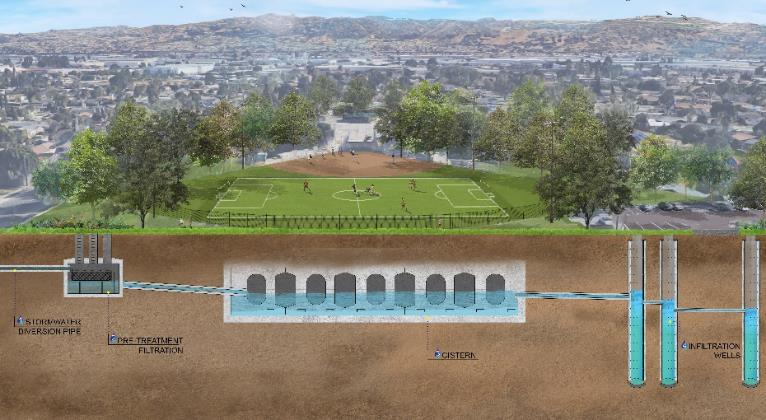 STORMWATER
DIVERSION PIPE
PRE-TREATMENT
FILTRATION
CISTERN
INFILTRATION
WELLS